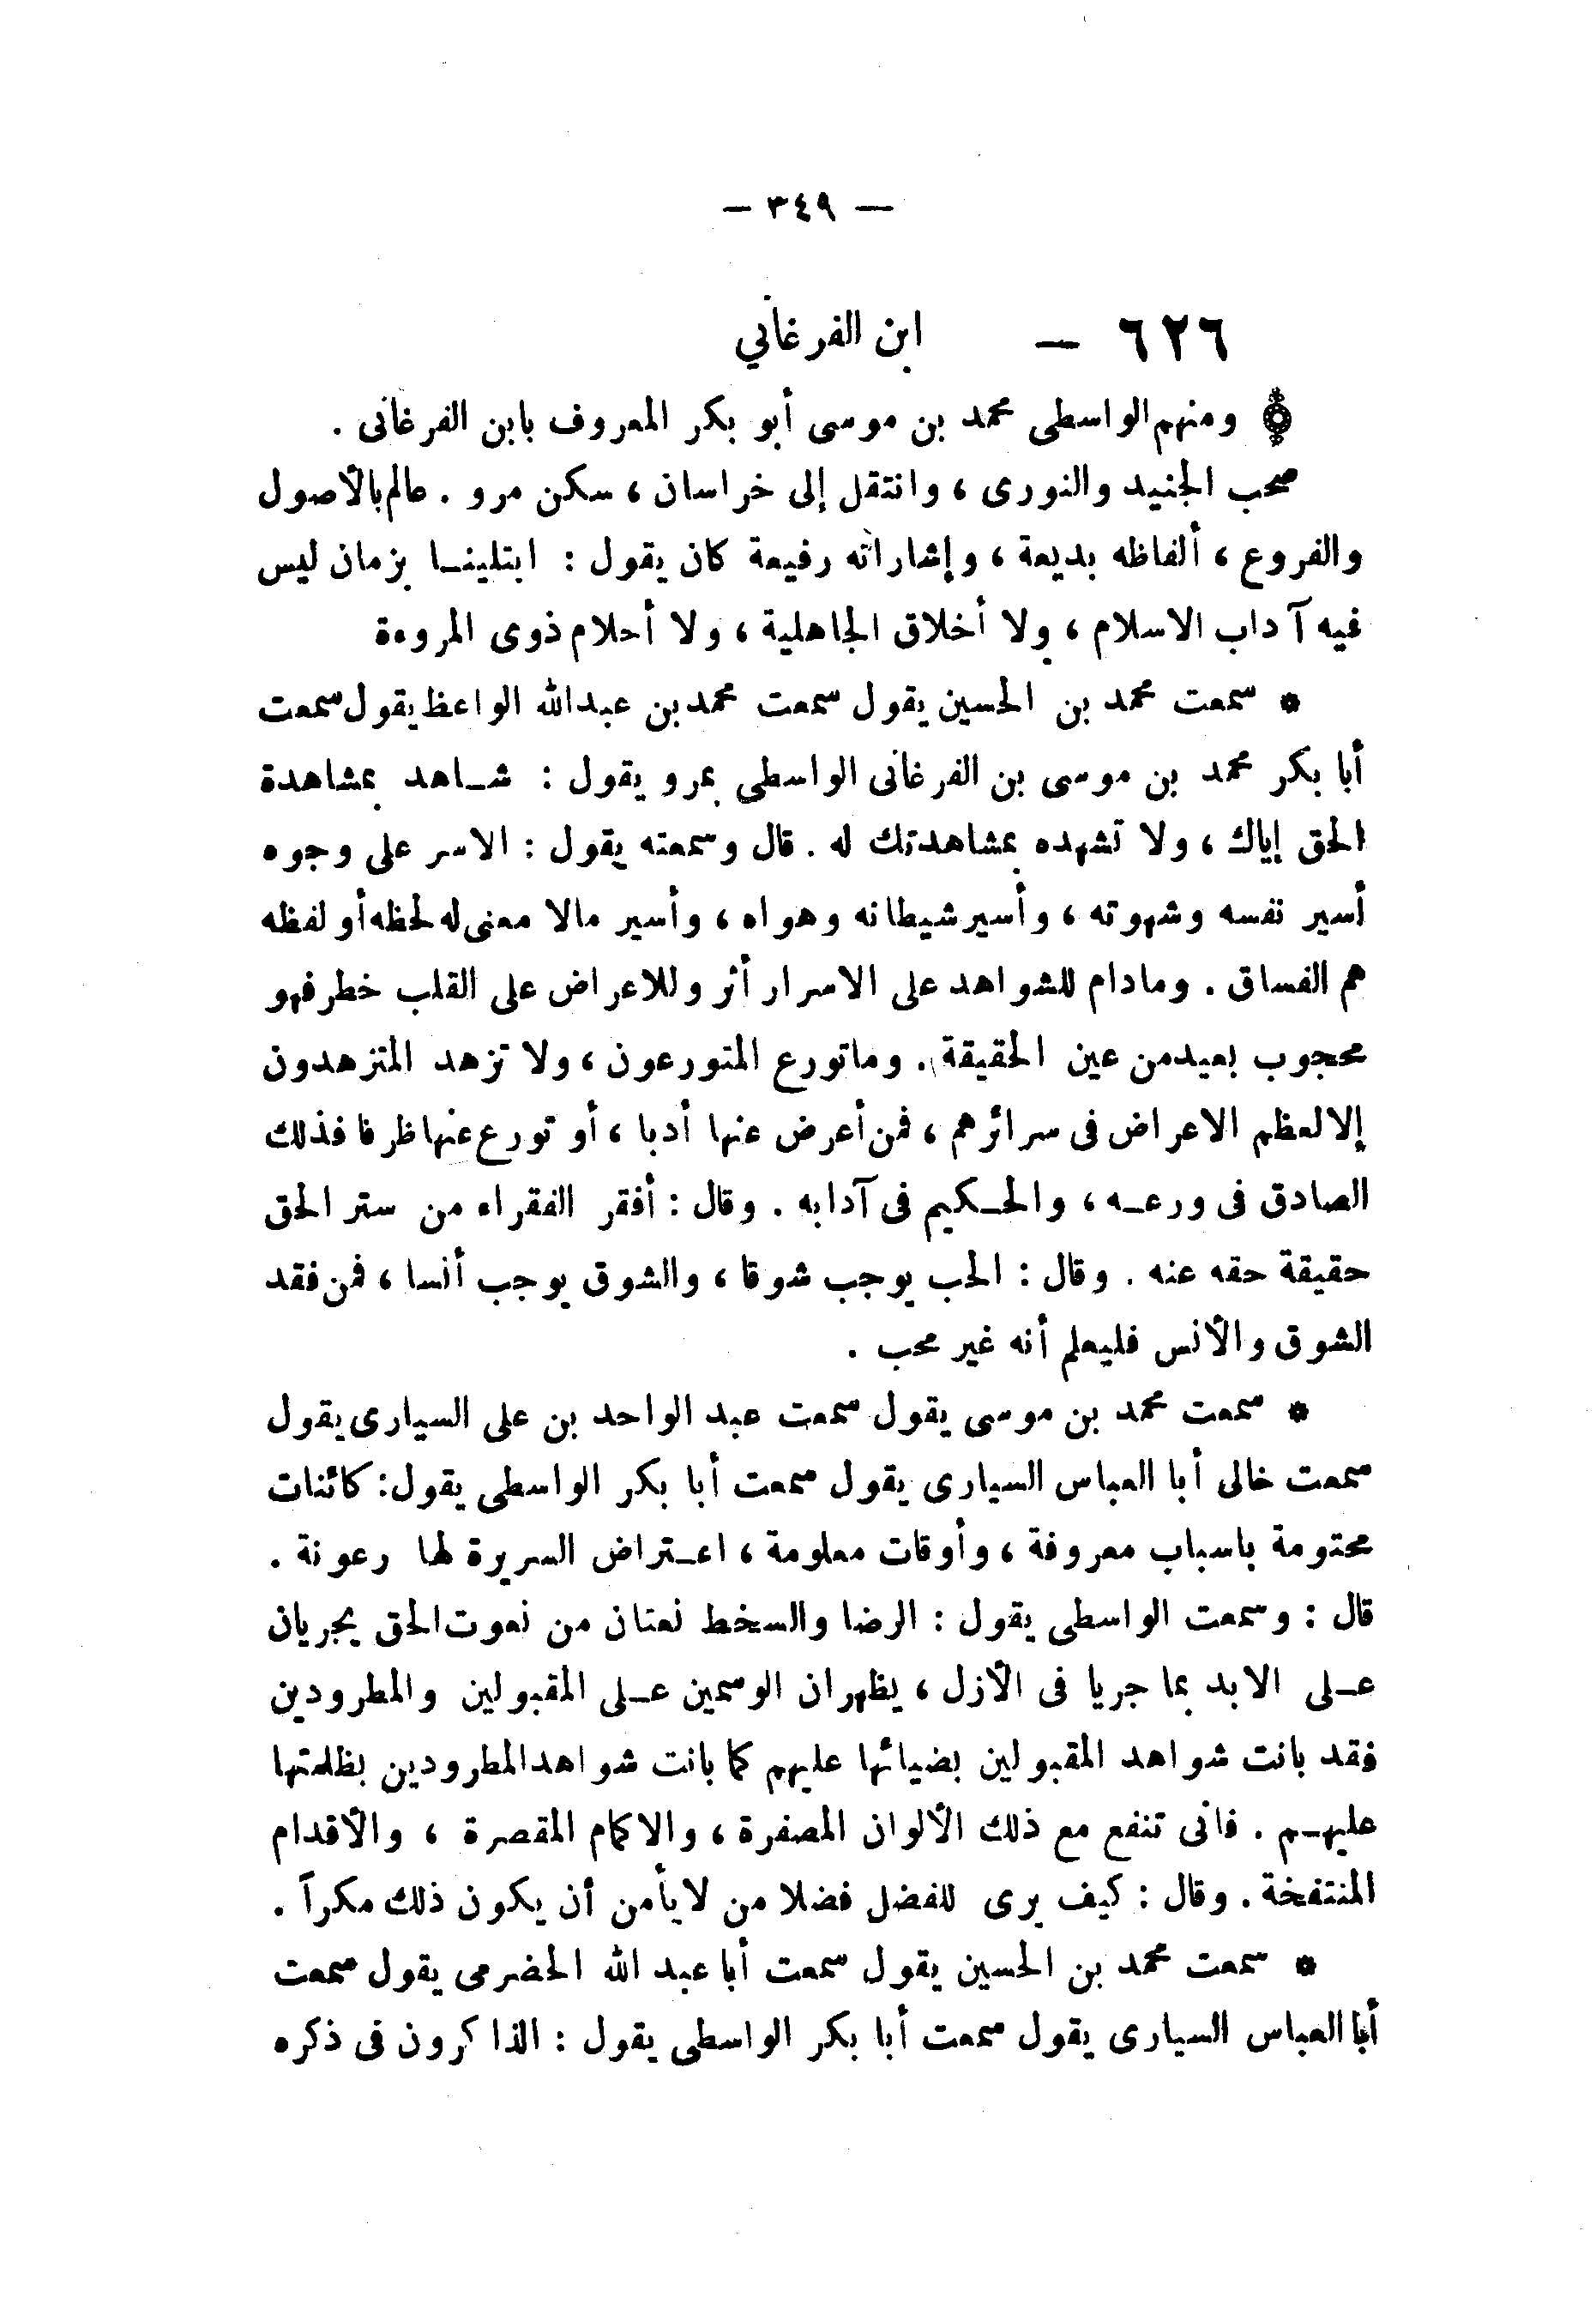 — ٣٤٩ —
٦٢٦ — ابن الفرغاني
ومنهم الواسطى محمد بن موسى أبو بكر المعروف بابن الفرغانى .
صحب الجنيد والنورى ، وانتقل إلى خراسان ، سكن مرو . عالم بالأصول
والفروع ، ألفاظه بديعة ، وإشاراته رفيعة كان يقول : ابتلينا بزمان ليس
فيه آداب الاسلام ، ولا أخلاق الجاهلية ، ولا أحلام ذوى المروءة
* سمعت محمد بن الحسين يقول سمعت محمد بن عبد الله الواعظ يقول سمعت
أبا بكر محمد بن موسى بن الفرغانى الواسطى بمرو يقول : شاهد بمشاهدة
الحق إياك ، ولا تشهده بمشاهدتك له . قال وسمعته يقول : الاسر على وجوه
أسير نفسه وشهوته ، وأسير شيطانه وهواه ، وأسير مالا معنى له لحظه أو لفظه
هم الفساق . ومادام للشواهد على الاسرار أثر وللاعراض على القلب خطر فهو
محجوب بعيد من عين الحقيقة . وماتورع المتورعون ، ولا تزهد المتزهدون
إلا لعظم الاعراض فى سرائرهم ، فمن أعرض عنها أدبا ، أو تورع عنها ظرفا فذلك
الصادق فى ورعه ، والحكيم فى آدابه . وقال : أفقر الفقراء من ستر الحق
حقيقة حقه عنه . وقال : الحب يوجب شوقا ، والشوق يوجب أنسا ، فمن فقد
الشوق والأنس فليعلم أنه غير محب .
* سمعت محمد بن موسى يقول سمعت عبد الواحد بن على السيارى يقول
سمعت خالى أبا العباس السيارى يقول سمعت أبا بكر الواسطى يقول : كائنات
محتومة باسباب معروفة ، وأوقات معلومة ، اعتراض السريرة لها رعونة .
قال : وسمعت الواسطى يقول : الرضا والسخط نعتان من نعوت الحق يجريان
على الابد بما جريا فى الأزل ، يظهران الوسمين على المقبولين والمطرودين
فقد بانت شواهد المقبولين بضيائها عليهم كما بانت شواهد المطرودين بظلمتها
عليهم . فانى تنفع مع ذلك الألوان المصفرة ، والاكمام المقصرة ، والأقدام
المنتفخة . وقال : كيف يرى للفضل فضلا من لا يأمن أن يكون ذلك مكراً .
* سمعت محمد بن الحسين يقول سمعت أبا عبد الله الحضرمى يقول سمعت
أبا العباس السيارى يقول سمعت أبا بكر الواسطى يقول : الذاكرون فى ذكره